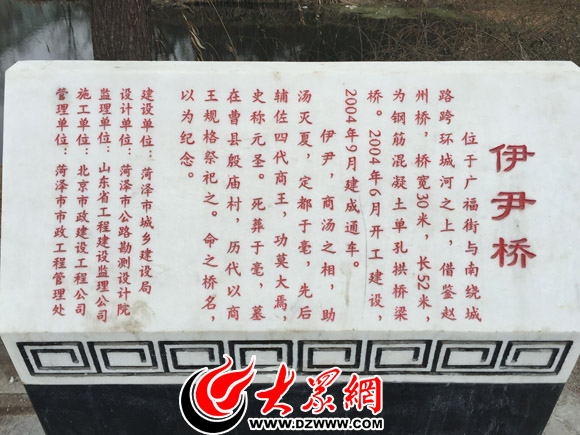 伊尹桥
位于广福街与南绕城
路跨环城河之上，借鉴赵
州桥，桥宽30米，长52米，
为钢筋混凝土单孔拱桥梁
桥。2004年6月开工建设，
2004年9月建成通车。
伊尹，商汤之相，助
汤灭夏，定都于亳，先后
辅佐四代商王，功莫大焉，
史称元圣。死葬于亳，墓
在曹县殷庙村，历代以商
王规格祭祀之。命之桥名，
以为纪念。
建设单位：菏泽市城乡建设局
设计单位：菏泽市公路勘测设计院
监理单位：山东省工程建设监理公司
施工单位：北京市政建设工程公司
管理单位：菏泽市市政工程管理处
大众網
WWW.DZWWW.COM